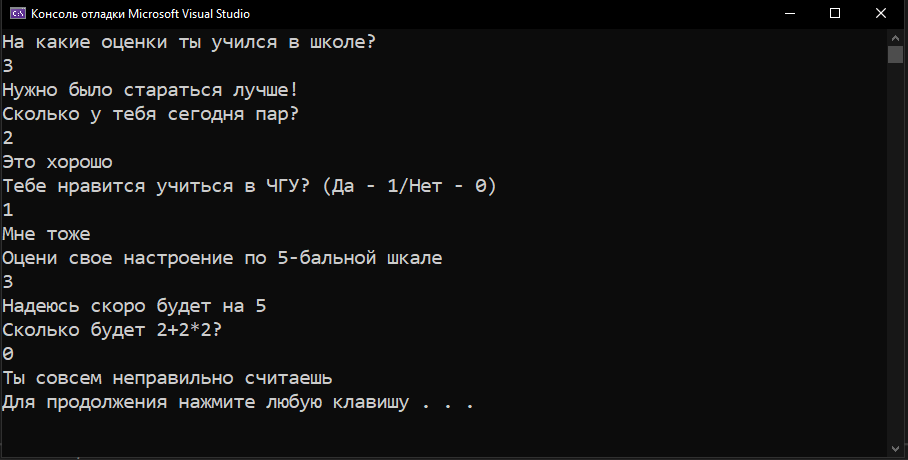 Консоль отладки Microsoft Visual Studio
На какие оценки ты учился в школе?
3
Нужно было стараться лучше!
Сколько у тебя сегодня пар?
2
Это хорошо
Тебе нравится учиться в ЧГУ? (Да - 1/Нет - 0)
1
Мне тоже
Оцени свое настроение по 5-бальной шкале
3
Надеюсь скоро будет на 5
Сколько будет 2+2*2?
0
Ты совсем неправильно считаешь
Для продолжения нажмите любую клавишу . . .